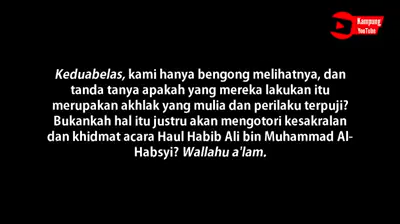 Kampung
YouTube
Keduabelas, kami hanya bengong melihatnya, dan
tanda tanya apakah yang mereka lakukan itu
merupakan akhlak yang mulia dan perilaku terpuji?
Bukankah hal itu justru akan mengotori kesakralan
dan khidmat acara Haul Habib Ali bin Muhammad Al-
Habsyi? Wallahu a'lam.